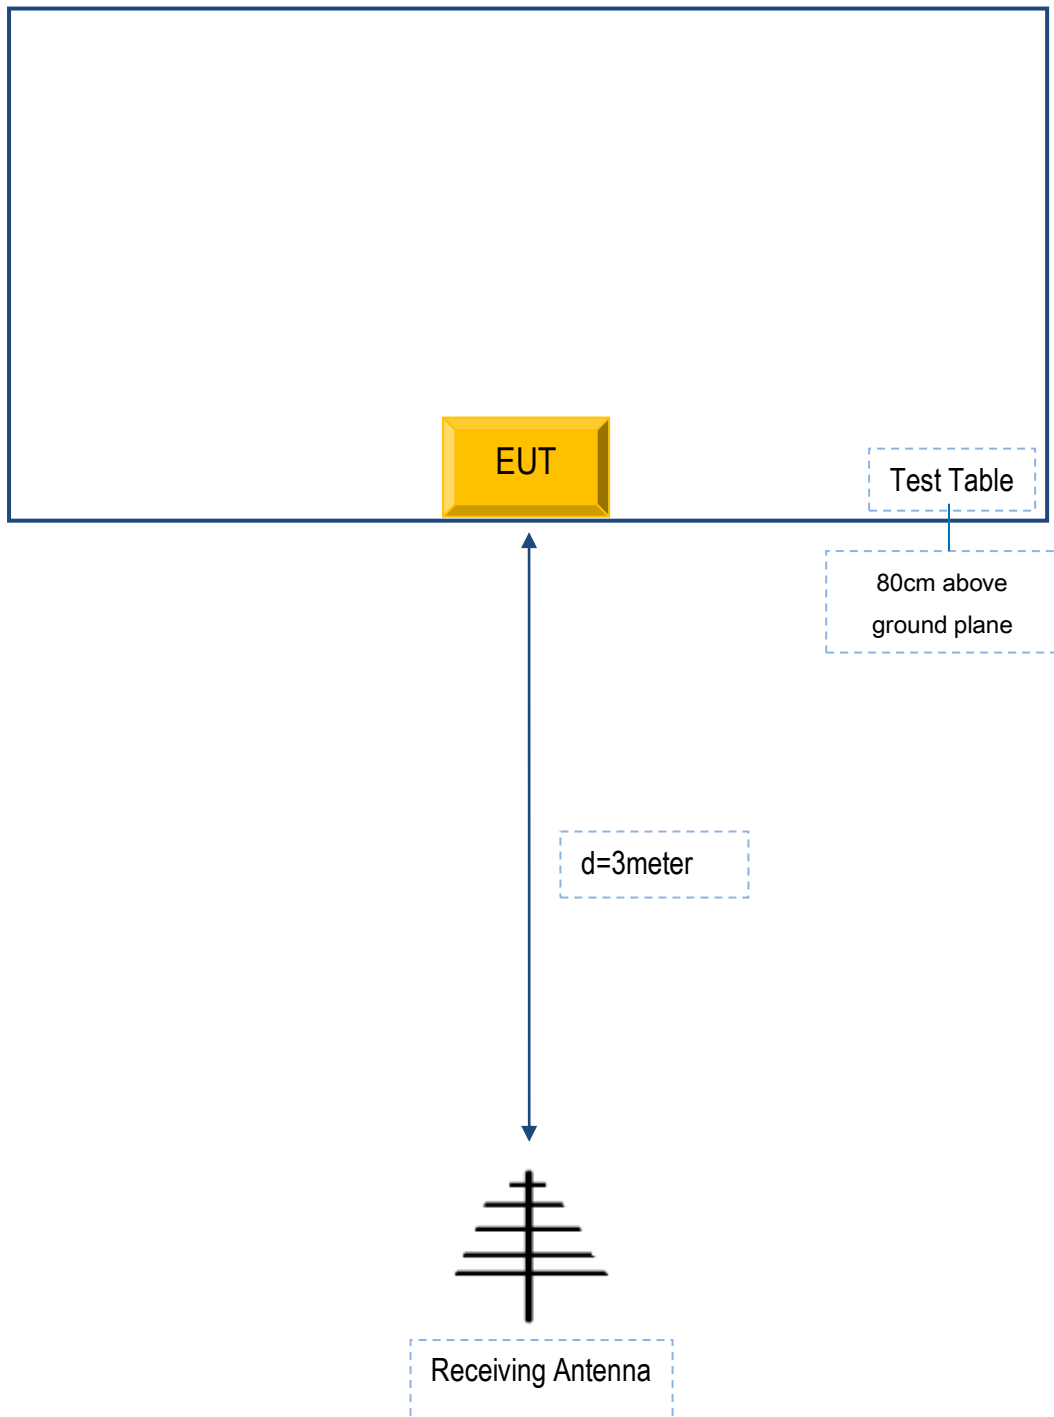 EUT
Test Table
80cm above
ground plane
d=3meter
Receiving Antenna